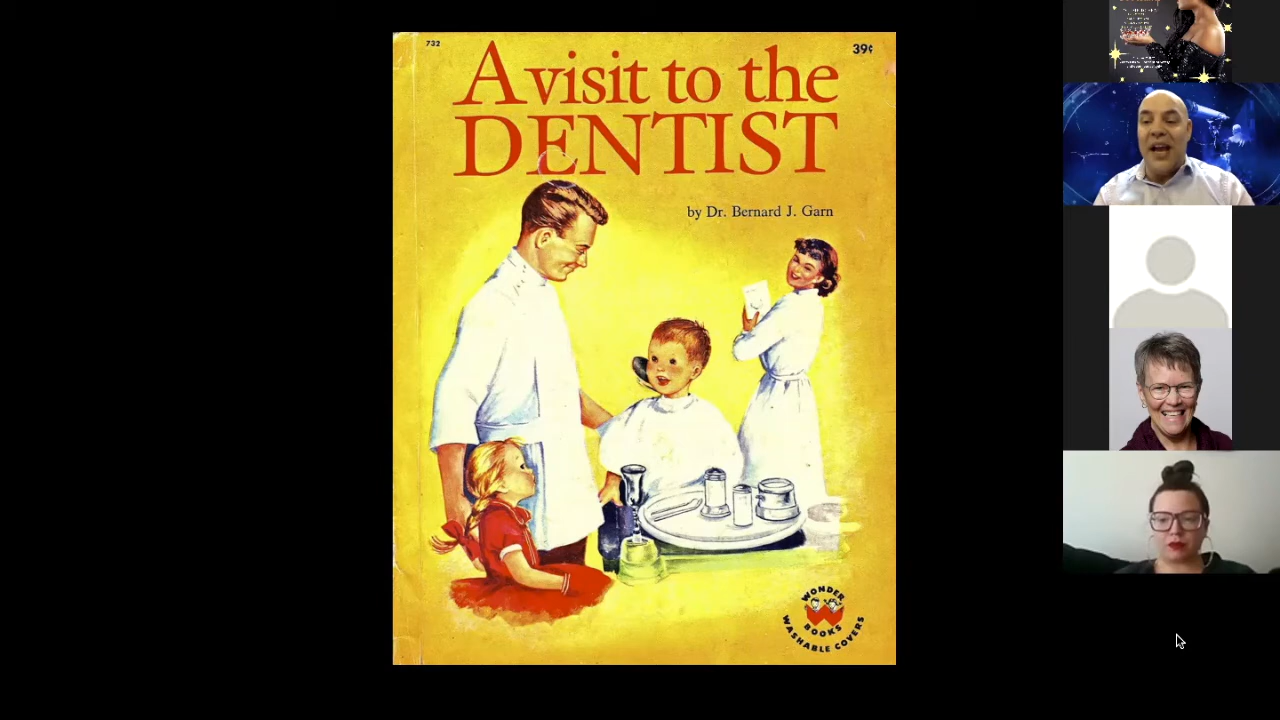 732
39¢
A visit to the
DENTIST
by Dr. Bernard J. Garn
WONDER
BOOKS
WASHABLE COVERS